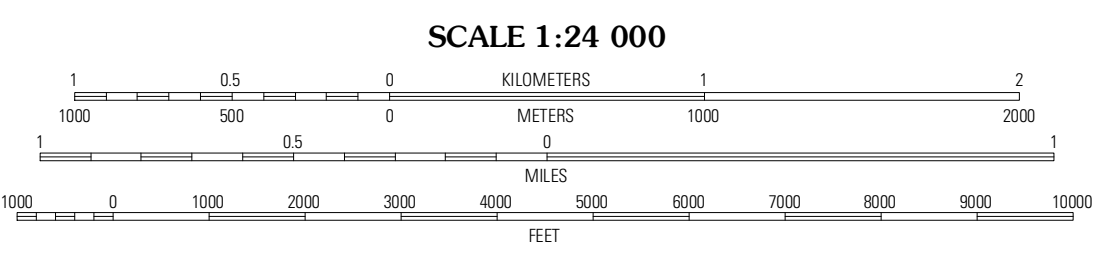 SCALE 1:24 000
1 0.5 0 KILOMETERS 1 2
1000 500 0 METERS 1000 2000
1 0.5 0 1
MILES
1000 0 1000 2000 3000 4000 5000 6000 7000 8000 9000 10000
FEET